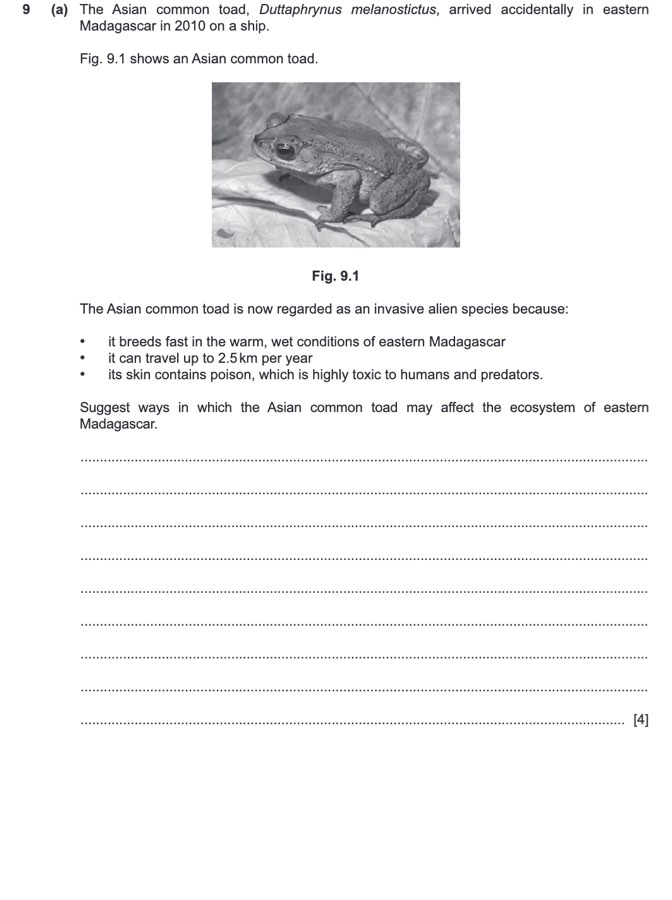 9 (a) The Asian common toad, Duttaphrynus melanostictus, arrived accidentally in eastern
Madagascar in 2010 on a ship.
Fig. 9.1 shows an Asian common toad.
Fig. 9.1
The Asian common toad is now regarded as an invasive alien species because:
• it breeds fast in the warm, wet conditions of eastern Madagascar
• it can travel up to 2.5 km per year
• its skin contains poison, which is highly toxic to humans and predators.
Suggest ways in which the Asian common toad may affect the ecosystem of eastern
Madagascar.
[4]